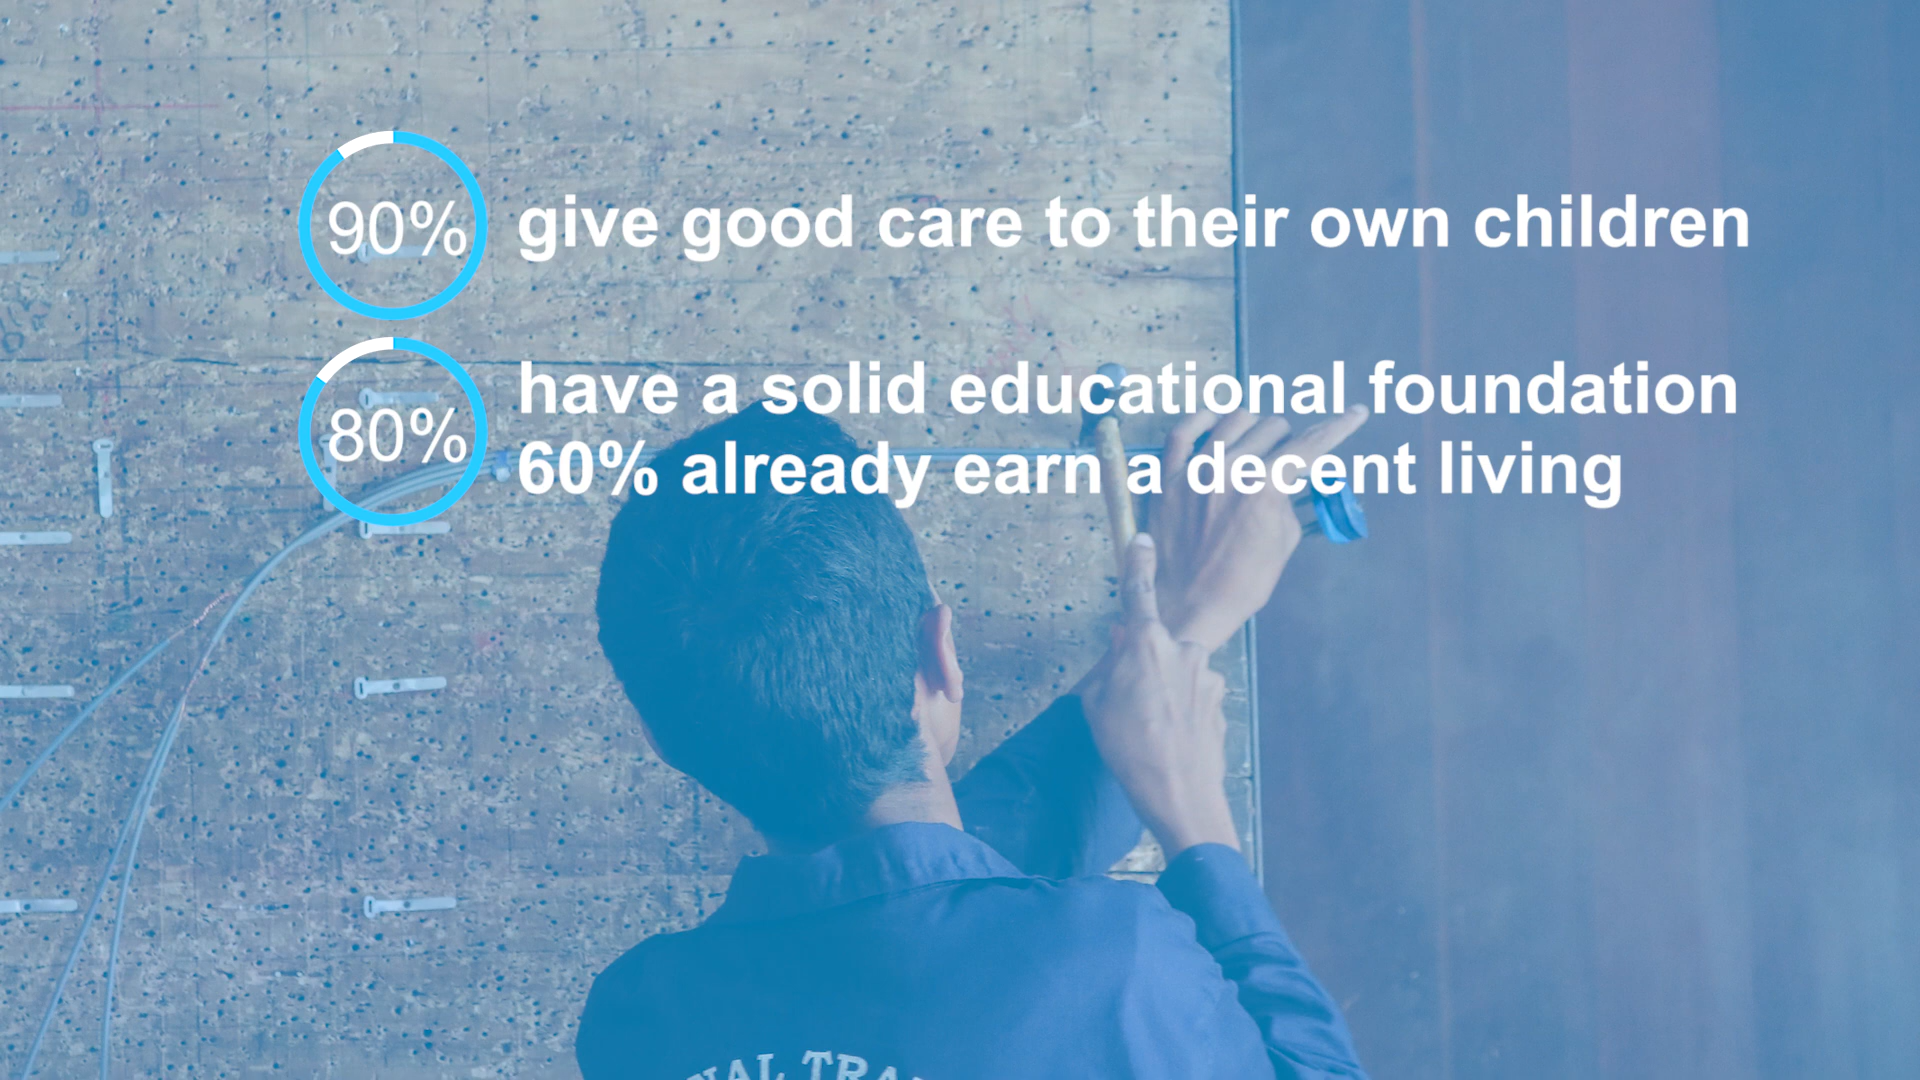 90% give good care to their own children
80% have a solid educational foundation
60% already earn a decent living